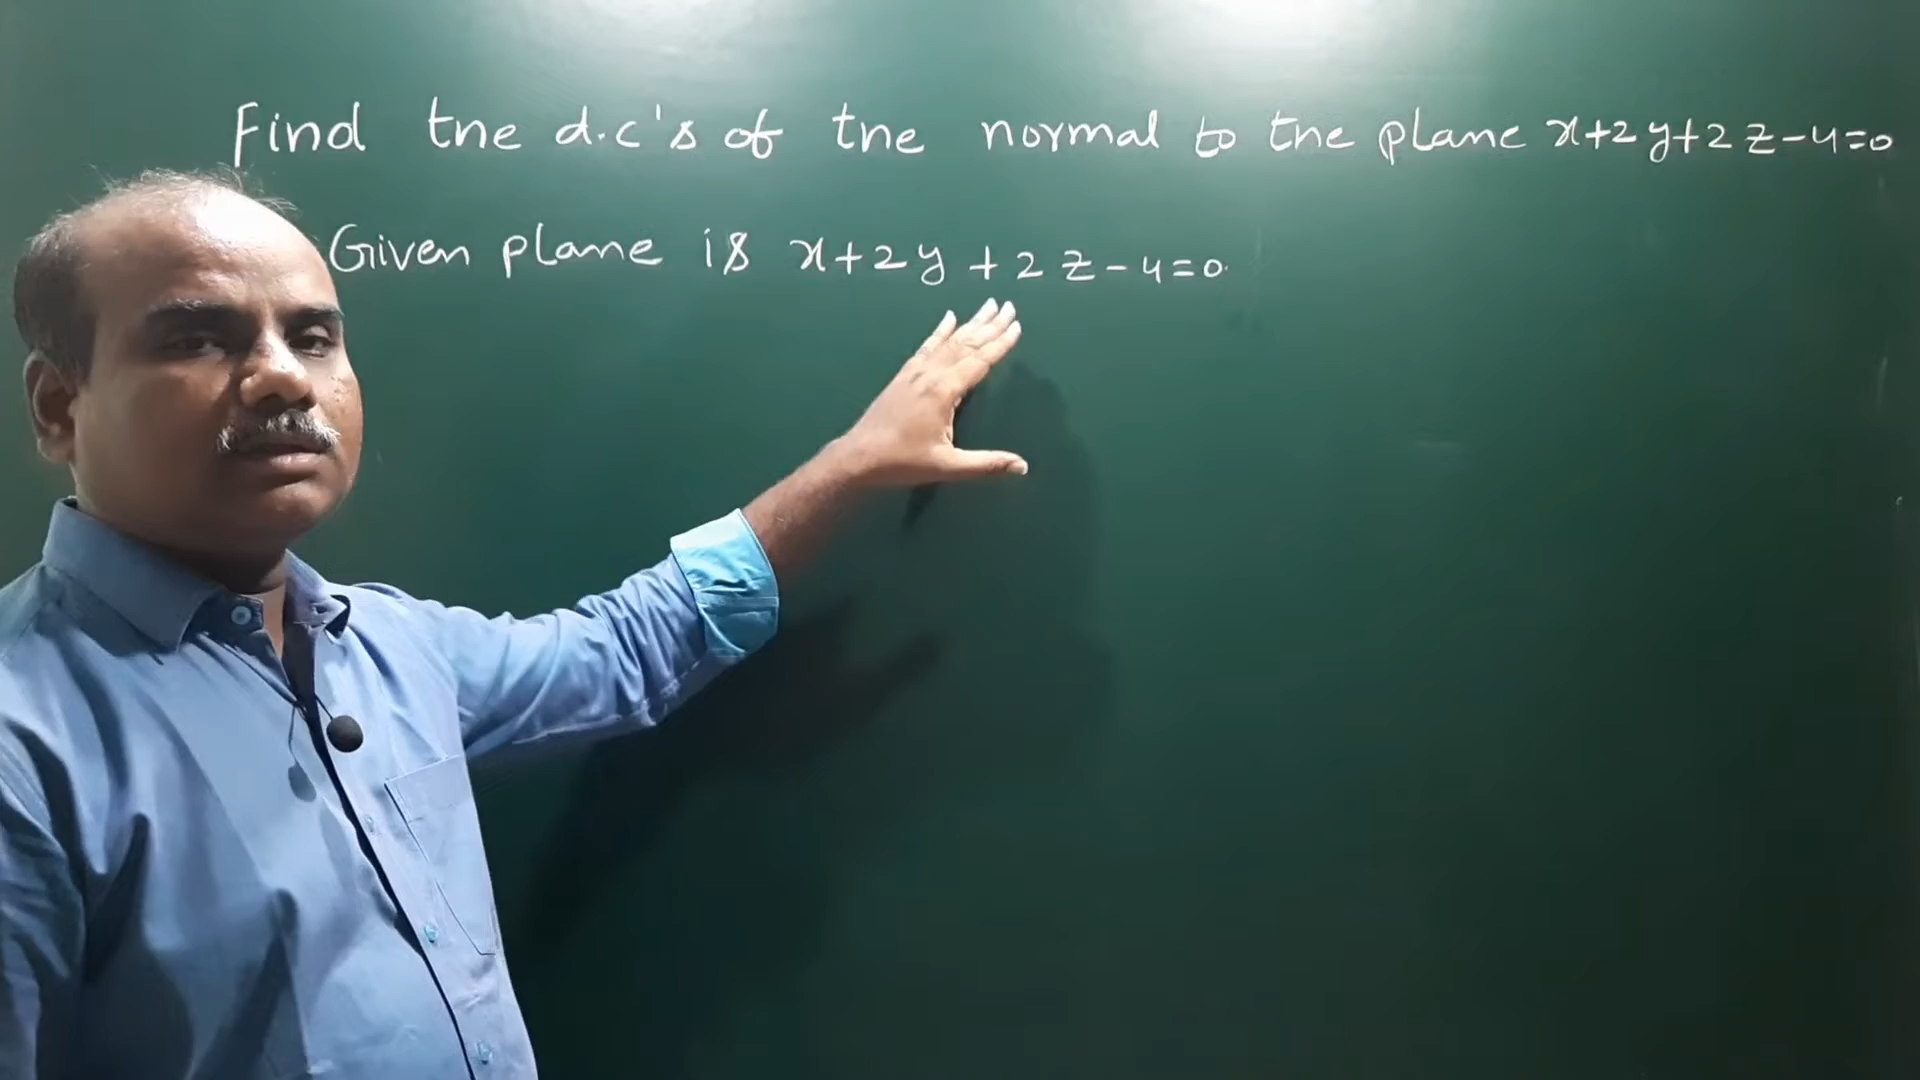 Find the d.c's of the normal to the plane x+2y+2z-4=0
Given plane is x+2y+2z-4=0.